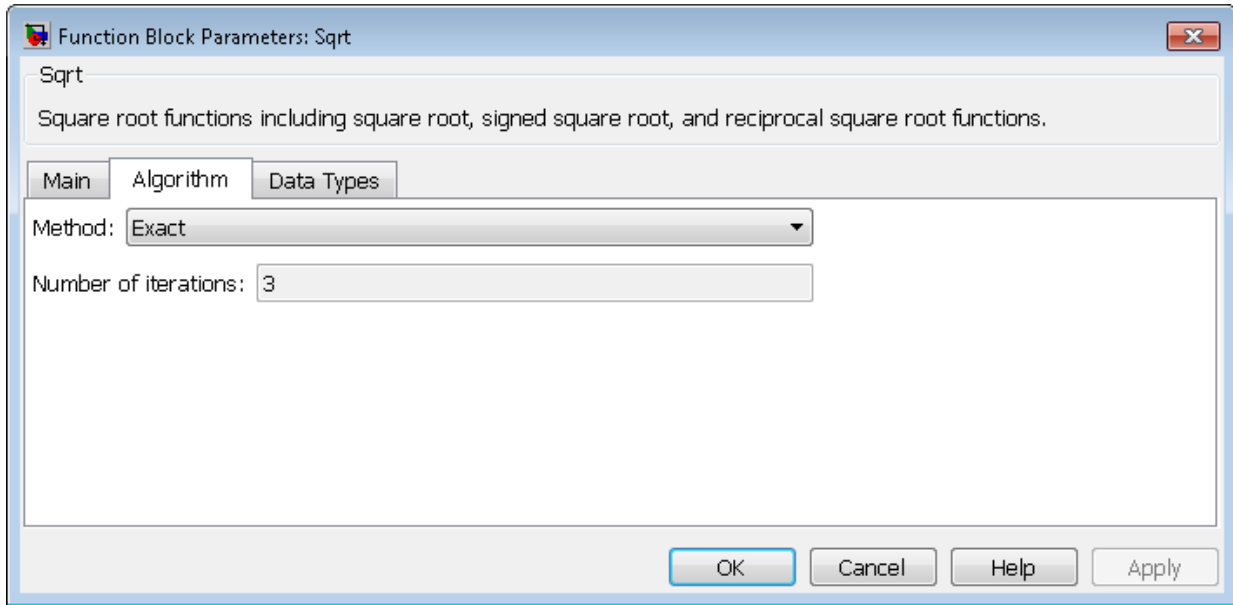 Function Block Parameters: Sqrt
Sqrt
Square root functions including square root, signed square root, and reciprocal square root functions.
Main Algorithm Data Types
Method: Exact
Number of iterations: 3
OK Cancel Help Apply